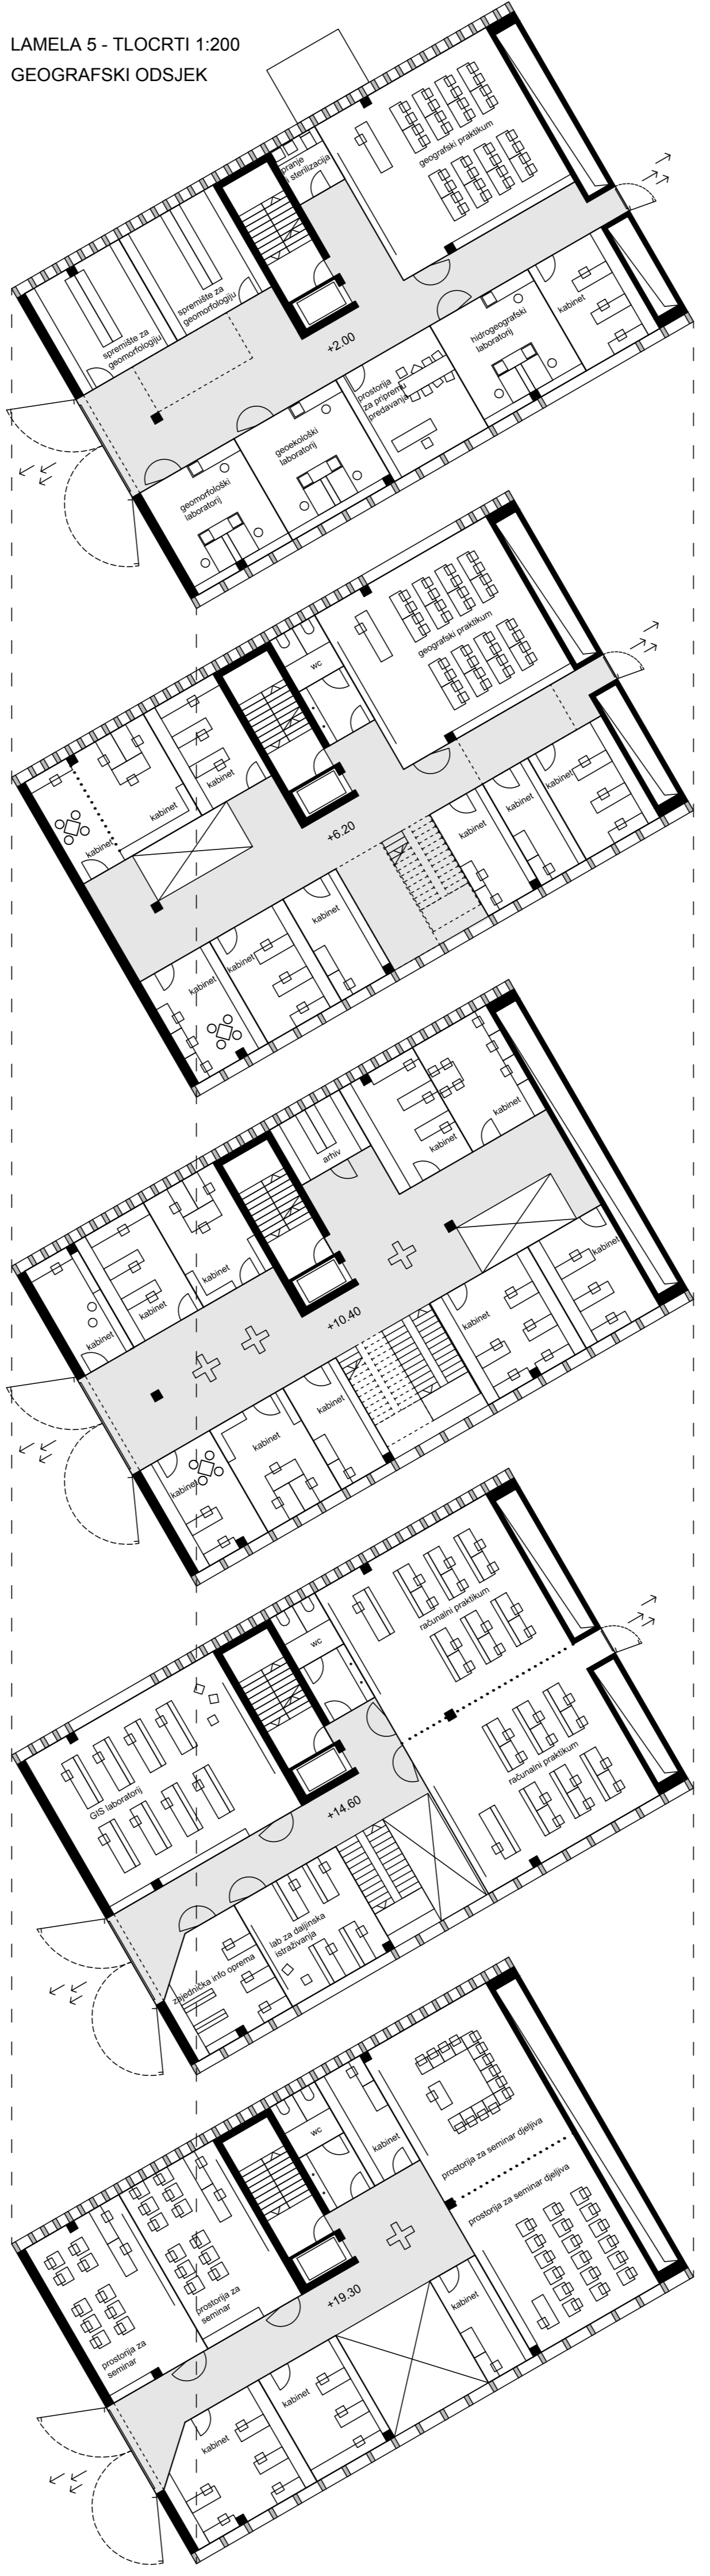 LAMELA 5 - TLOCRTI 1:200
GEOGRAFSKI ODSJEK
pranje
sterilizacija
geografski praktikum
spremište za
geomorfologiju
spremište za
geomorfologiju
+2.00
kabinet
hidrogeografski
laboratorij
prostorija
za pripremu
predavanja
geoekološki
laboratorij
geomorfološki
laboratorij
geografski praktikum
wc
kabinet
kabinet
kabinet
+6.20
kabinet
kabinet
kabinet
kabinet
kabinet
kabinet
arhiv
kabinet
kabinet
kabinet
kabinet
kabinet
+10.40
kabinet
kabinet
kabinet
kabinet
kabinet
računalni praktikum
wc
računalni praktikum
GIS laboratorij
+14.60
lab za daljinska
istraživanja
zajednička info oprema
wc
kabinet
prostorija za seminar djeljiva
prostorija za seminar djeljiva
prostorija za
seminar
prostorija za
seminar
+19.30
kabinet
kabinet
kabinet